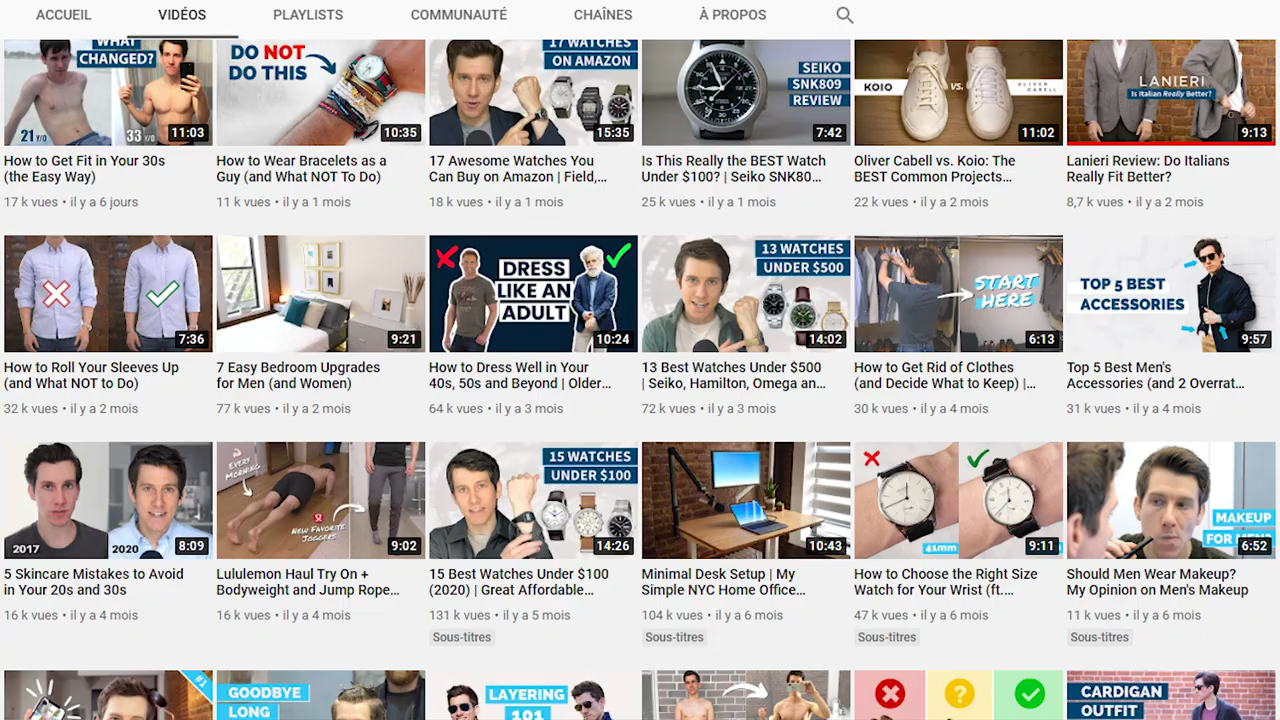 ACCUEIL
VIDÉOS
PLAYLISTS
COMMUNAUTÉ
CHAÎNES
À PROPOS
WHAT
CHANGED?
21 Y/O
33 Y/O
11:03
DO NOT
DO THIS
10:35
17 WATCHES
ON AMAZON
15:35
SEIKO
SNK809
REVIEW
7:42
KOIO
VS.
OLIVER
CABELL
11:02
LANIERI
Is Italian Really Better?
9:13
How to Get Fit in Your 30s
(the Easy Way)
17 k vues • il y a 6 jours
How to Wear Bracelets as a
Guy (and What NOT To Do)
11 k vues • il y a 1 mois
17 Awesome Watches You
Can Buy on Amazon | Field,...
18 k vues • il y a 1 mois
Is This Really the BEST Watch
Under $100? | Seiko SNK80...
25 k vues • il y a 1 mois
Oliver Cabell vs. Koio: The
BEST Common Projects...
22 k vues • il y a 2 mois
Lanieri Review: Do Italians
Really Fit Better?
8,7 k vues • il y a 2 mois
7:36
9:21
DRESS
LIKE AN
ADULT
10:24
13 WATCHES
UNDER $500
14:02
START
HERE
6:13
TOP 5 BEST
ACCESSORIES
9:57
How to Roll Your Sleeves Up
(and What NOT to Do)
32 k vues • il y a 2 mois
7 Easy Bedroom Upgrades
for Men (and Women)
77 k vues • il y a 2 mois
How to Dress Well in Your
40s, 50s and Beyond | Older...
64 k vues • il y a 3 mois
13 Best Watches Under $500
| Seiko, Hamilton, Omega an...
72 k vues • il y a 3 mois
How to Get Rid of Clothes
(and Decide What to Keep) |...
30 k vues • il y a 4 mois
Top 5 Best Men's
Accessories (and 2 Overrat...
31 k vues • il y a 4 mois
2017
2020
8:09
EVERY
MORNING
NEW FAVORITE
JOGGERS
9:02
15 WATCHES
UNDER $100
14:26
10:43
41mm
9:11
MAKEUP
FOR MEN?
6:52
5 Skincare Mistakes to Avoid
in Your 20s and 30s
16 k vues • il y a 4 mois
Lululemon Haul Try On +
Bodyweight and Jump Rope...
16 k vues • il y a 4 mois
15 Best Watches Under $100
(2020) | Great Affordable...
131 k vues • il y a 5 mois
Sous-titres
Minimal Desk Setup | My
Simple NYC Home Office...
104 k vues • il y a 6 mois
Sous-titres
How to Choose the Right Size
Watch for Your Wrist (ft....
47 k vues • il y a 6 mois
Sous-titres
Should Men Wear Makeup?
My Opinion on Men's Makeup
11 k vues • il y a 6 mois
Sous-titres
#1
GOODBYE
LONG
LAYERING
101
?
CARDIGAN
OUTFIT